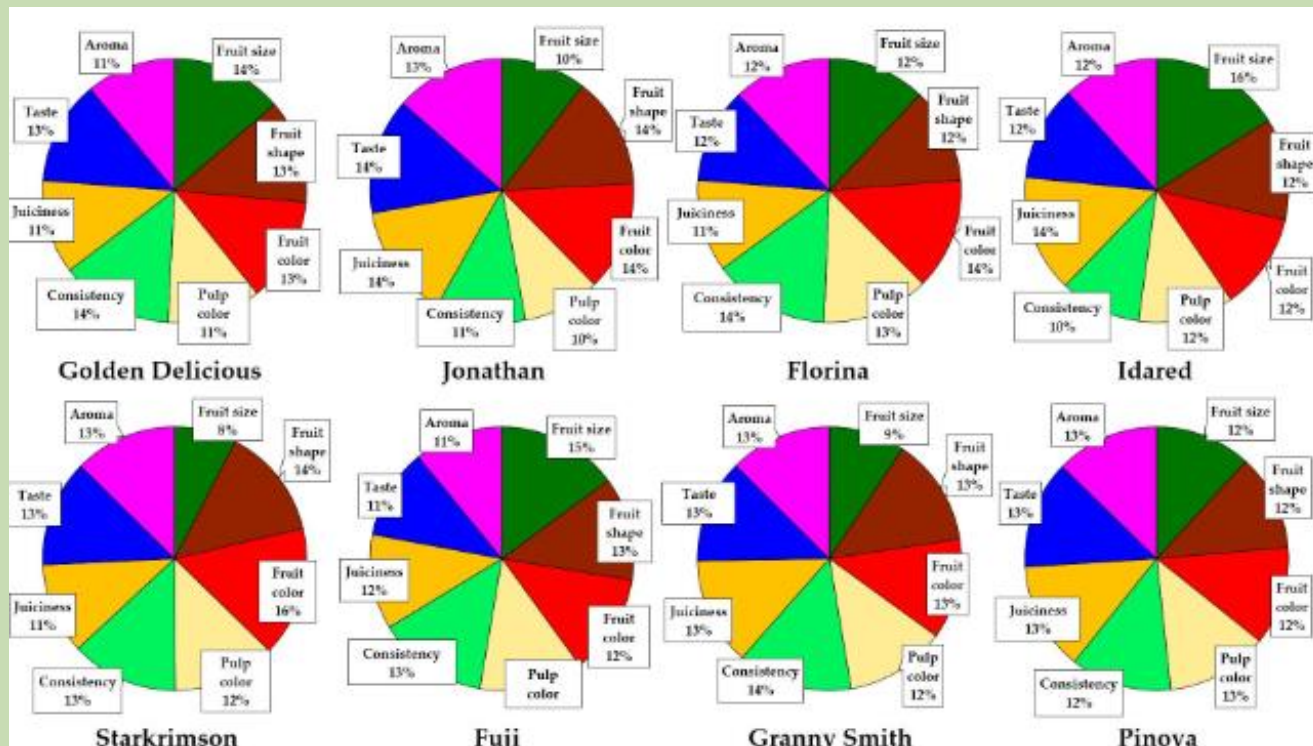 Aroma
11%
Fruit size
14%
Fruit
shape
13%
Fruit
color
13%
Pulp
color
11%
Consistency
14%
Juiciness
11%
Taste
13%
Golden Delicious
Aroma
13%
Fruit size
10%
Fruit
shape
14%
Fruit
color
14%
Pulp
color
10%
Consistency
11%
Juiciness
14%
Taste
14%
Jonathan
Aroma
12%
Fruit size
12%
Fruit
shape
12%
Fruit
color
14%
Pulp
color
13%
Consistency
14%
Juiciness
11%
Taste
12%
Florina
Aroma
12%
Fruit size
16%
Fruit
shape
12%
Fruit
color
12%
Pulp
color
12%
Consistency
10%
Juiciness
14%
Taste
12%
Idared
Aroma
13%
Fruit size
8%
Fruit
shape
14%
Fruit
color
16%
Pulp
color
12%
Consistency
13%
Juiciness
11%
Taste
13%
Starkrimson
Aroma
11%
Fruit size
15%
Fruit
shape
13%
Fruit
color
12%
Pulp
color
Consistency
13%
Juiciness
12%
Taste
11%
Fuji
Aroma
13%
Fruit size
9%
Fruit
shape
13%
Fruit
color
13%
Pulp
color
12%
Consistency
14%
Juiciness
13%
Taste
13%
Granny Smith
Aroma
13%
Fruit size
12%
Fruit
shape
12%
Fruit
color
12%
Pulp
color
13%
Consistency
12%
Juiciness
13%
Taste
13%
Pinova